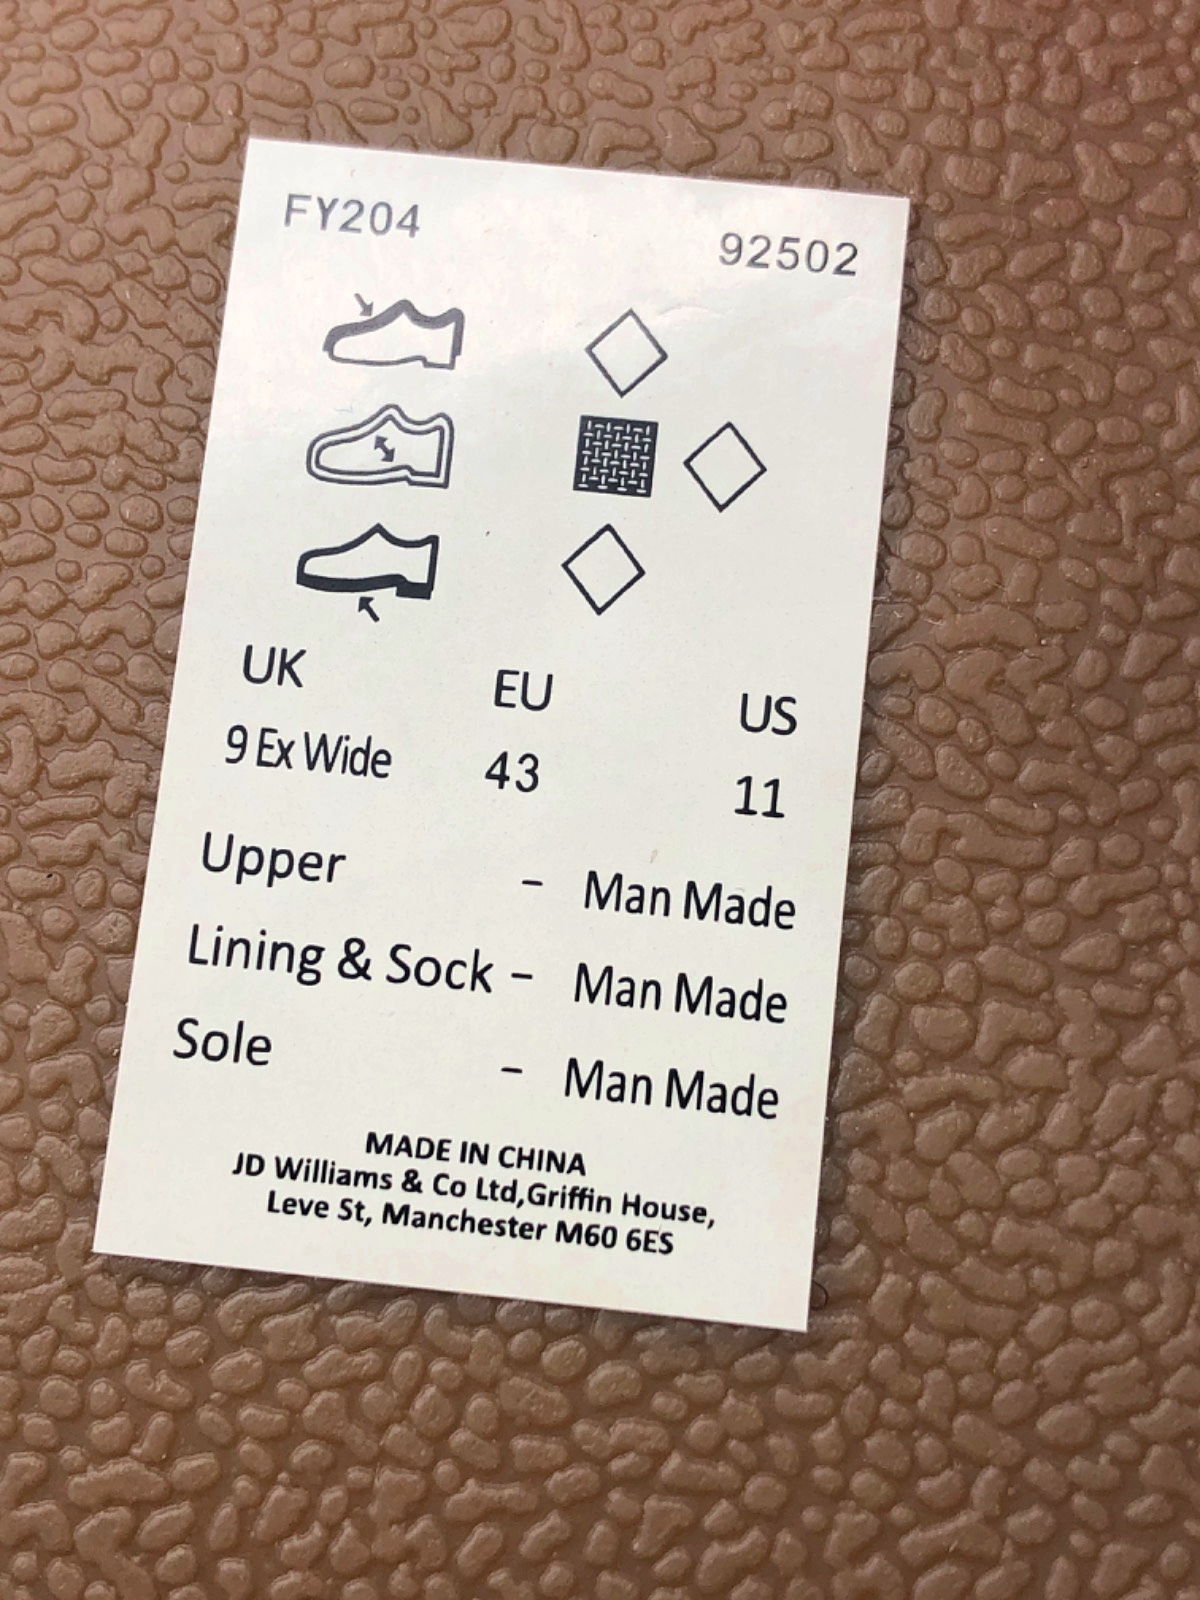 FY204 92502
UK EU US
9 Ex Wide 43 11
Upper - Man Made
Lining & Sock - Man Made
Sole - Man Made
MADE IN CHINA
JD Williams & Co Ltd,Griffin House,
Leve St, Manchester M60 6ES